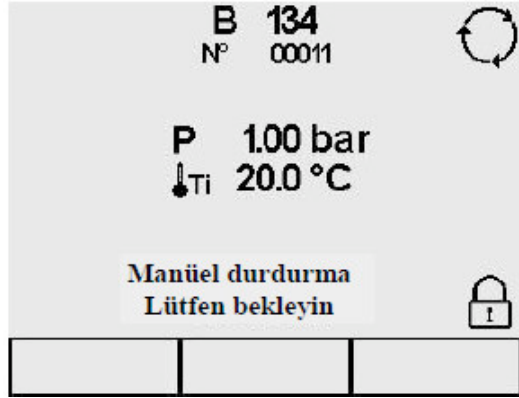 B 134
N° 00011
P 1.00 bar
Ti 20.0 °C
Manüel durdurma
Lütfen bekleyin